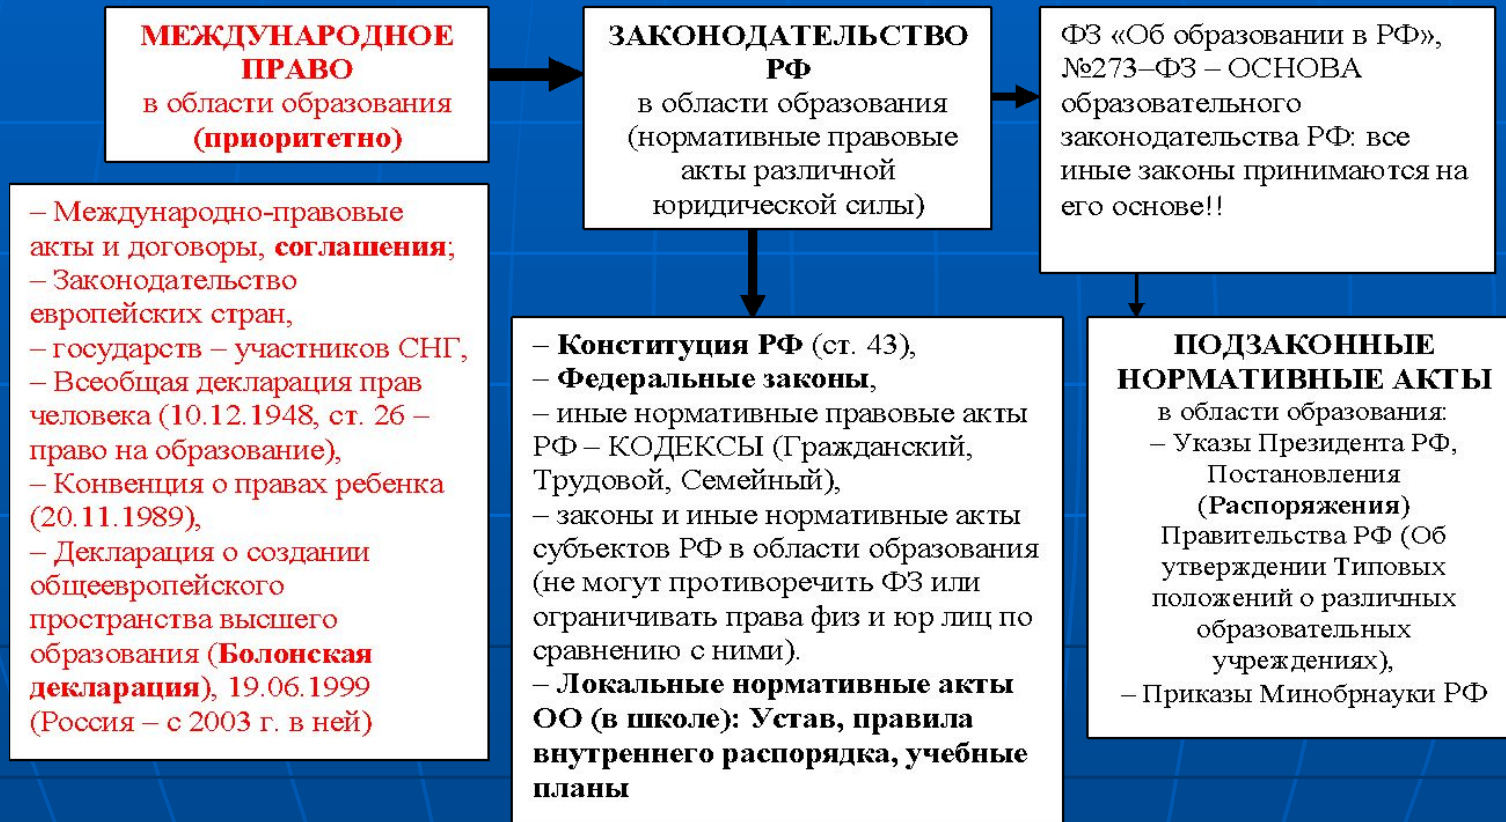 МЕЖДУНАРОДНОЕ
ПРАВО
в области образования
(приоритетно)
– Международно-правовые
акты и договоры, соглашения;
– Законодательство
европейских стран,
– государств – участников СНГ,
– Всеобщая декларация прав
человека (10.12.1948, ст. 26 –
право на образование),
– Конвенция о правах ребенка
(20.11.1989),
– Декларация о создании
общеевропейского
пространства высшего
образования (Болонская
декларация), 19.06.1999
(Россия – с 2003 г. в ней)
ЗАКОНОДАТЕЛЬСТВО
РФ
в области образования
(нормативные правовые
акты различной
юридической силы)
– Конституция РФ (ст. 43),
– Федеральные законы,
– иные нормативные правовые акты
РФ – КОДЕКСЫ (Гражданский,
Трудовой, Семейный),
– законы и иные нормативные акты
субъектов РФ в области образования
(не могут противоречить ФЗ или
ограничивать права физ и юр лиц по
сравнению с ними).
– Локальные нормативные акты
ОО (в школе): Устав, правила
внутреннего распорядка, учебные
планы
ФЗ «Об образовании в РФ»,
№273–ФЗ – ОСНОВА
образовательного
законодательства РФ: все
иные законы принимаются на
его основе!!
ПОДЗАКОННЫЕ
НОРМАТИВНЫЕ АКТЫ
в области образования:
– Указы Президента РФ,
Постановления
(Распоряжения)
Правительства РФ (Об
утверждении Типовых
положений о различных
образовательных
учреждениях),
– Приказы Минобрнауки РФ